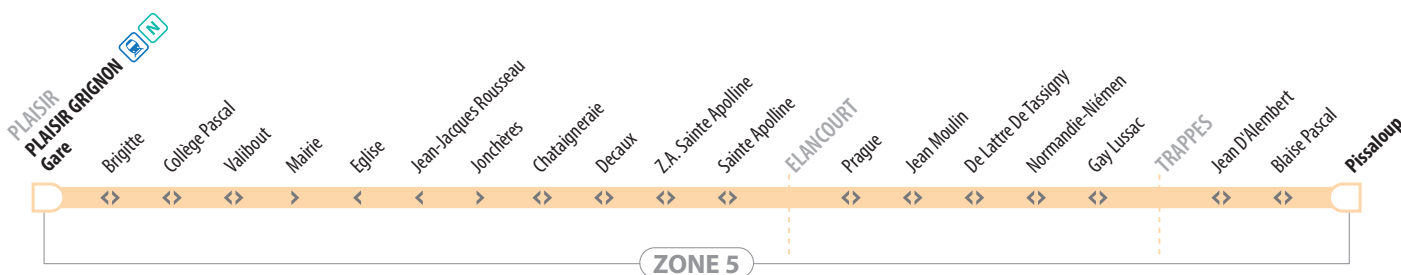 PLAISIR
PLAISIR GRIGNON N
Gare
Brigitte
Collège Pascal
Valibout
Mairie
Eglise
Jean-Jacques Rousseau
Jonchères
Chataigneraie
Decaux
Z.A. Sainte Apolline
Sainte Apolline
ELANCOURT
Prague
Jean Moulin
De Lattre De Tassigny
Normandie-Niémen
Gay Lussac
TRAPPES
Jean D'Alembert
Blaise Pascal
Pissaloup
ZONE 5